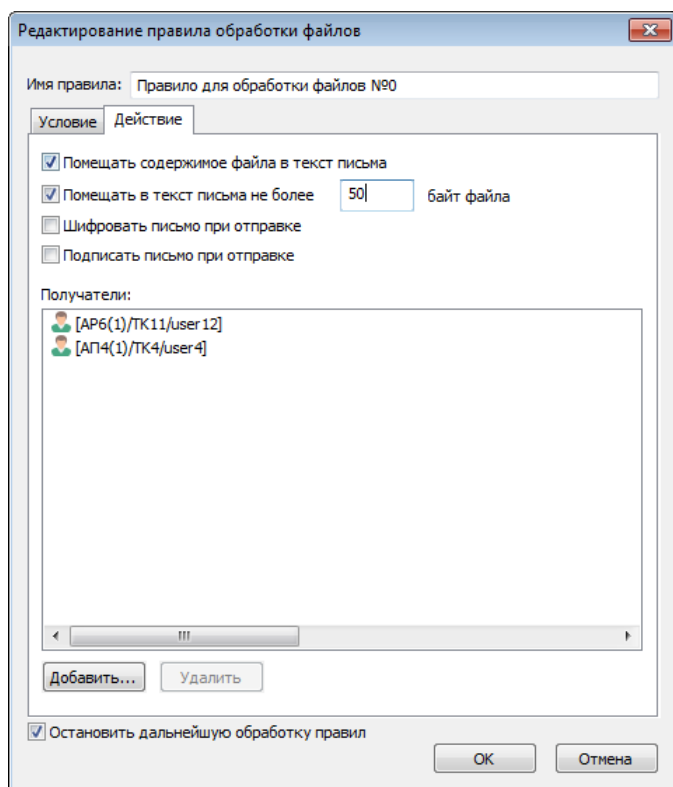 Редактирование правила обработки файлов
Имя правила: Правило для обработки файлов №0
Условие Действие
Помещать содержимое файла в текст письма
Помещать в текст письма не более 50 байт файла
Шифровать письмо при отправке
Подписать письмо при отправке
Получатели:
[АР6(1)/ТК11/user12]
[АП4(1)/ТК4/user4]
Добавить... Удалить
Остановить дальнейшую обработку правил
ОК Отмена